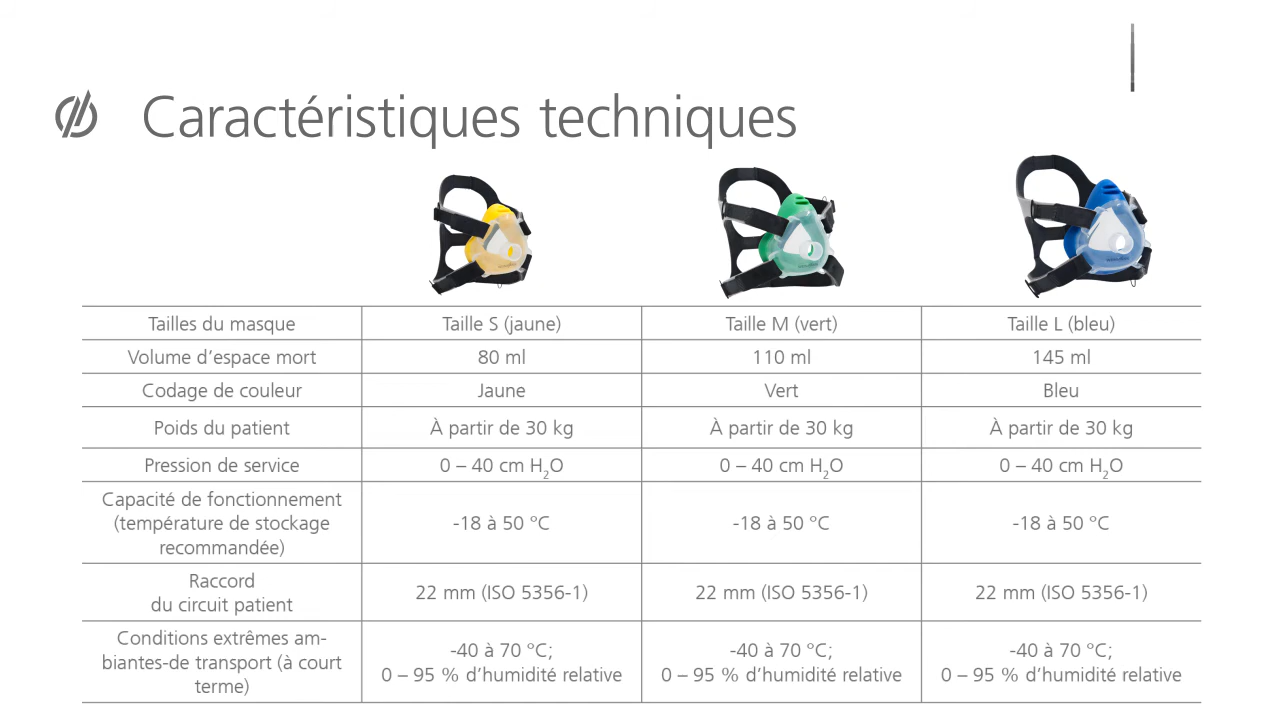 Caractéristiques techniques
Tailles du masque
Taille S (jaune)
Taille M (vert)
Taille L (bleu)
Volume d’espace mort
80 ml
110 ml
145 ml
Codage de couleur
Jaune
Vert
Bleu
Poids du patient
À partir de 30 kg
À partir de 30 kg
À partir de 30 kg
Pression de service
0 – 40 cm H₂O
0 – 40 cm H₂O
0 – 40 cm H₂O
Capacité de fonctionnement
(température de stockage
recommandée)
-18 à 50 °C
-18 à 50 °C
-18 à 50 °C
Raccord
du circuit patient
22 mm (ISO 5356-1)
22 mm (ISO 5356-1)
22 mm (ISO 5356-1)
Conditions extrêmes am-
biantes-de transport (à court
terme)
-40 à 70 °C;
0 – 95 % d’humidité relative
-40 à 70 °C;
0 – 95 % d’humidité relative
-40 à 70 °C;
0 – 95 % d’humidité relative